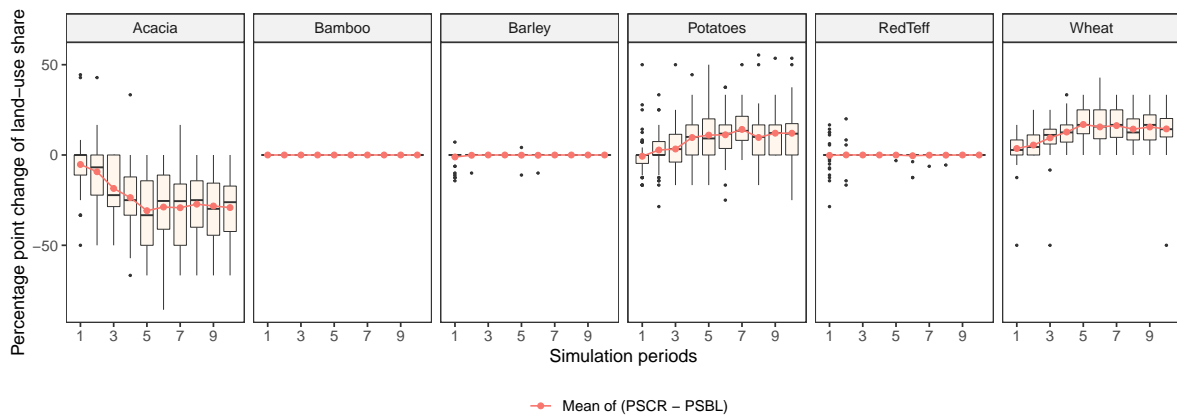 Acacia Bamboo Barley Potatoes RedTeff Wheat
Percentage point change of land−use share
50
0
−50
1 3 5 7 9 1 3 5 7 9 1 3 5 7 9 1 3 5 7 9 1 3 5 7 9 1 3 5 7 9
Simulation periods
Mean of (PSCR − PSBL)